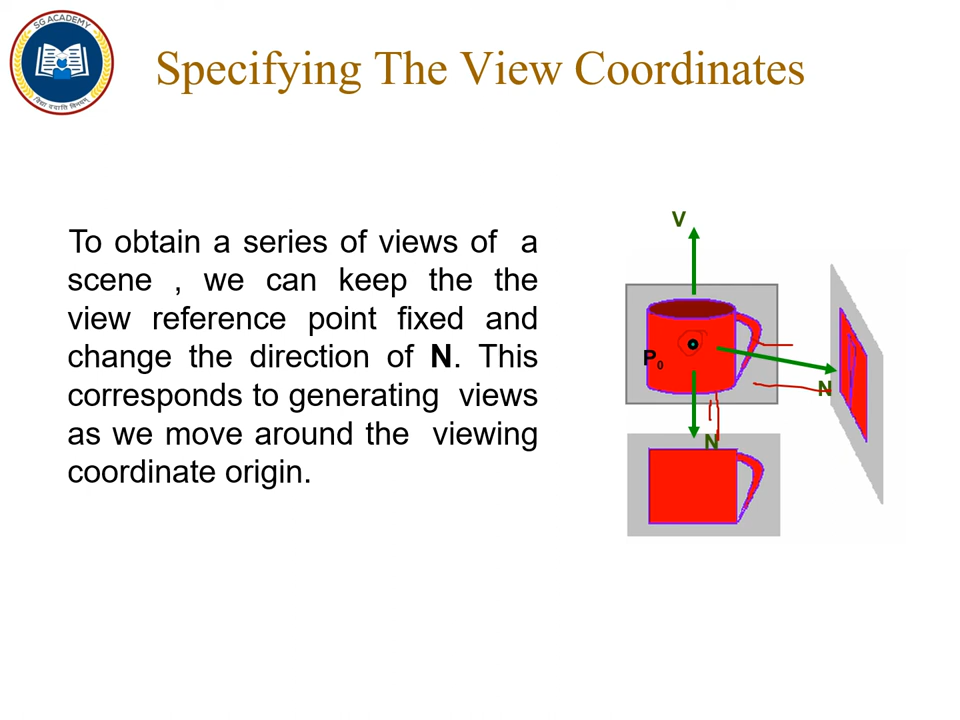 SG ACADEMY
विद्या ददाति विनयम्
Specifying The View Coordinates
To obtain a series of views of a
scene , we can keep the the
view reference point fixed and
change the direction of N. This
corresponds to generating views
as we move around the viewing
coordinate origin.
V
P0
N
N